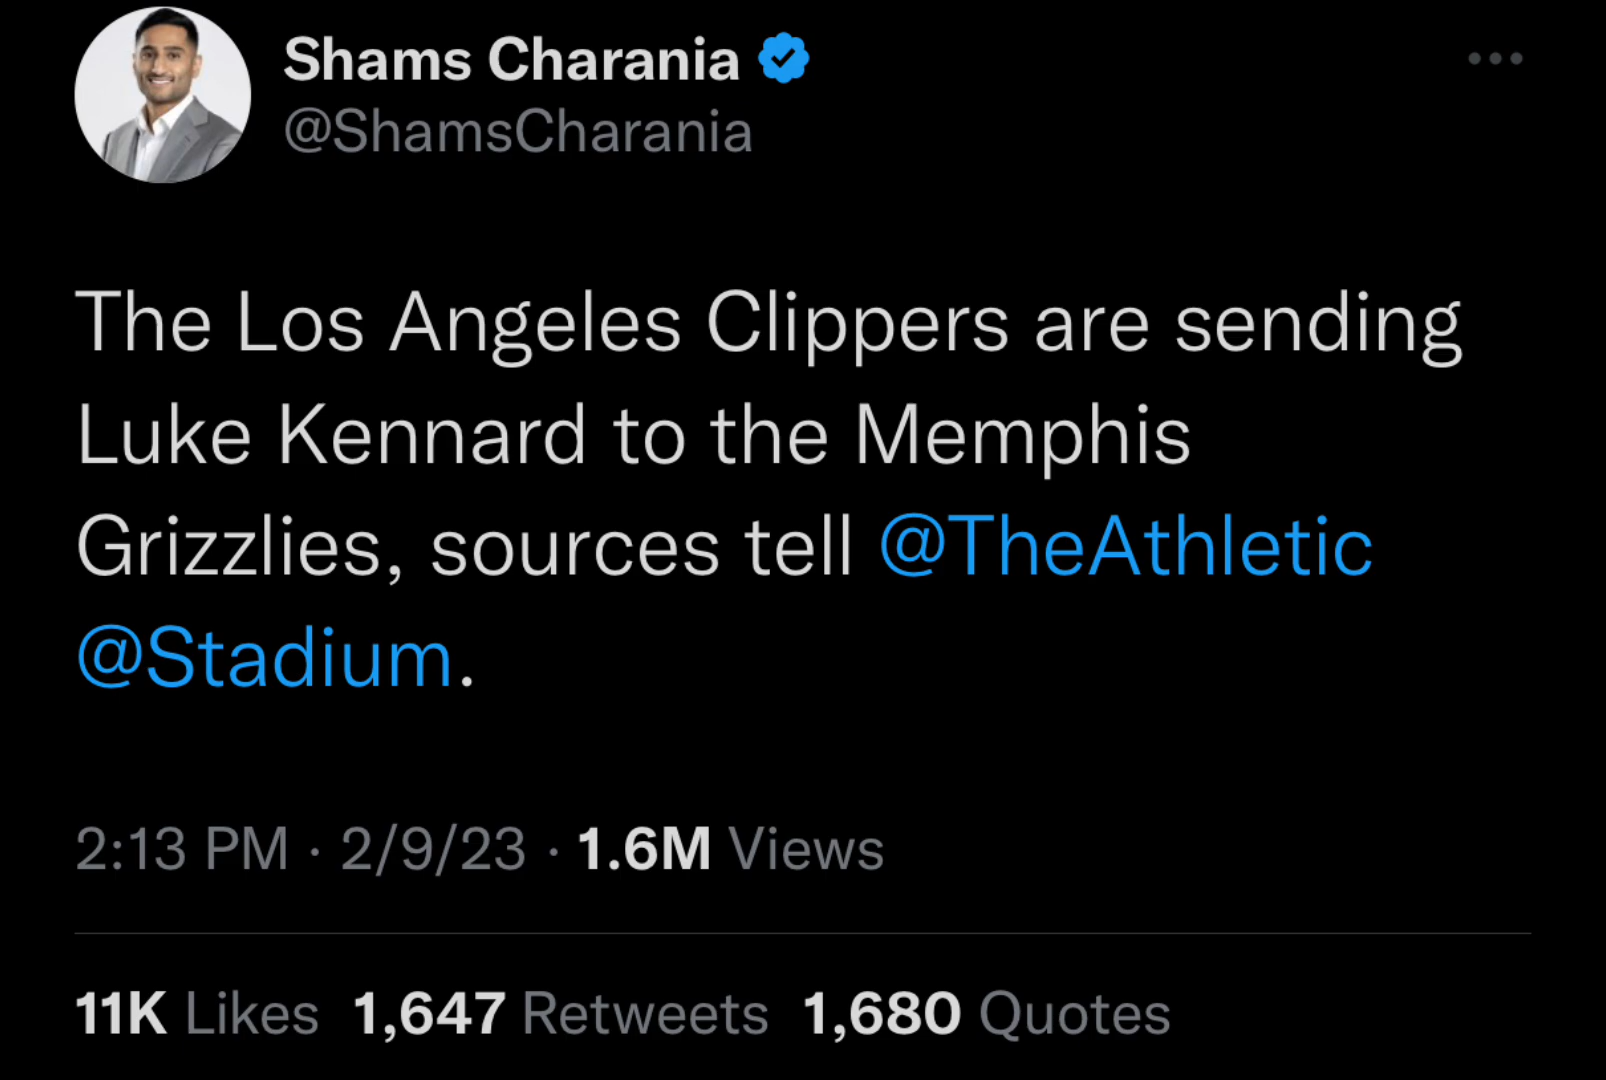 Shams Charania
@ShamsCharania
The Los Angeles Clippers are sending
Luke Kennard to the Memphis
Grizzlies, sources tell @TheAthletic
@Stadium.
2:13 PM · 2/9/23 · 1.6M Views
11K Likes 1,647 Retweets 1,680 Quotes